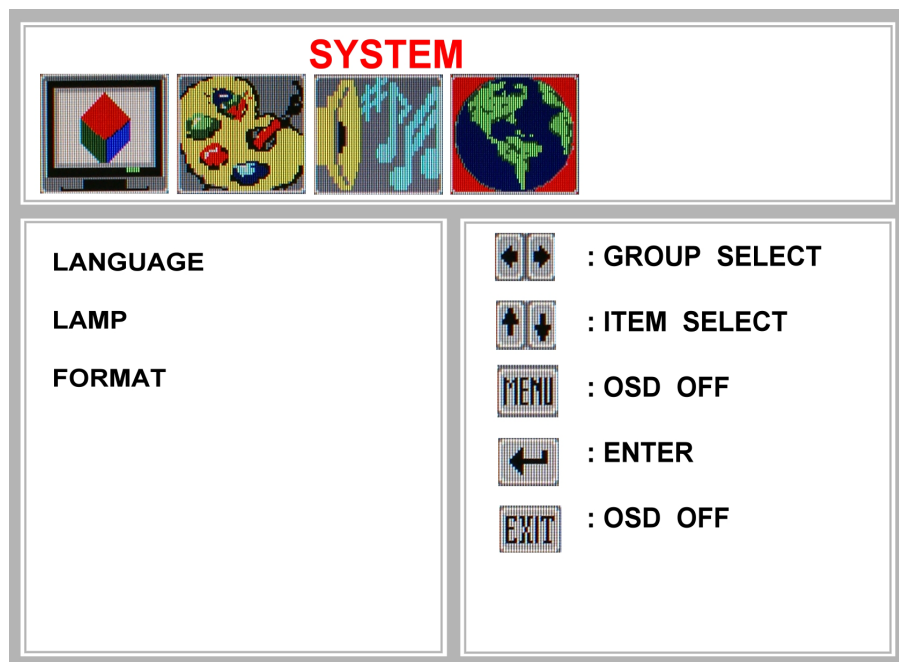 SYSTEM
LANGUAGE
LAMP
FORMAT
: GROUP SELECT
: ITEM SELECT
MENU : OSD OFF
: ENTER
EXIT : OSD OFF